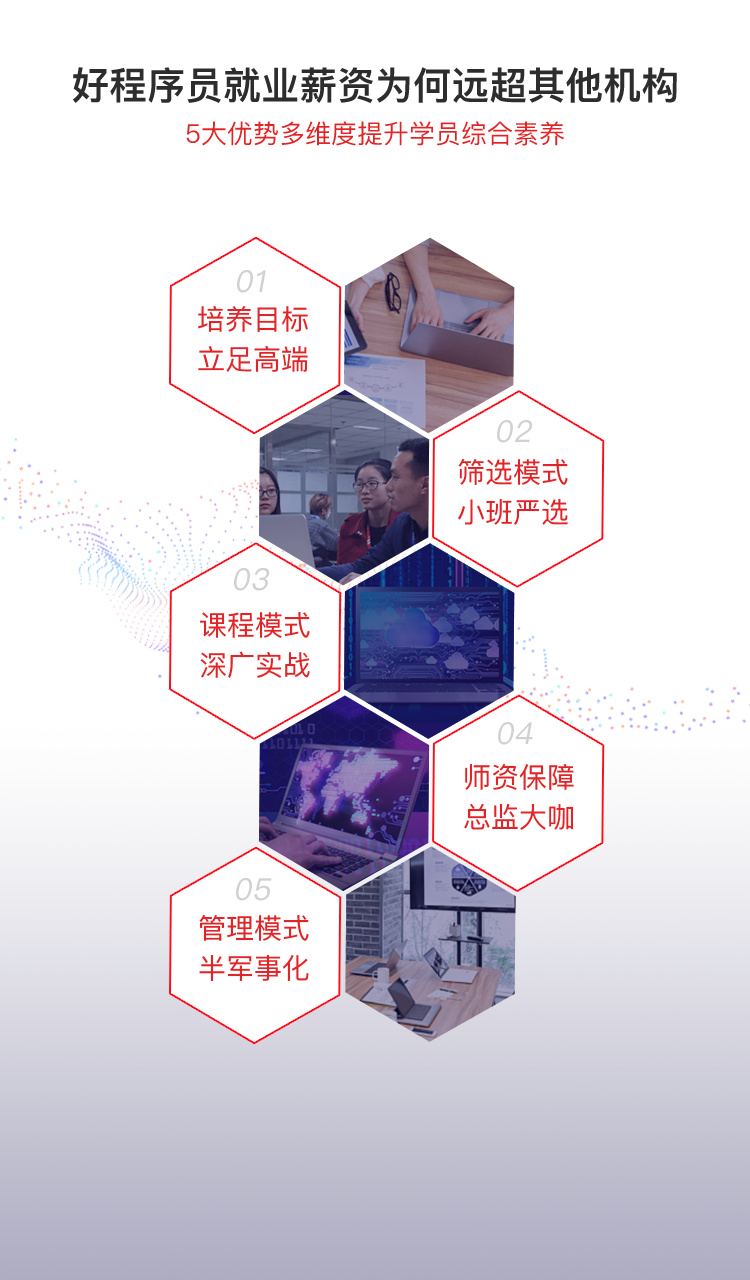 好程序员就业薪资为何远超其他机构
5大优势多维度提升学员综合素养
01
培养目标
立足高端
02
筛选模式
小班严选
03
课程模式
深广实战
04
师资保障
总监大咖
05
管理模式
半军事化